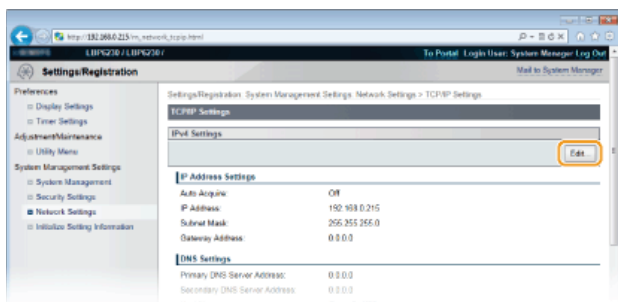 http://192.168.0.215/m_network_tcpip.html
LBP6230 / LBP6230 /
To Portal Login User: System Manager Log Out
Settings/Registration
Mail to System Manager
Preferences
Display Settings
Timer Settings
Adjustment/Maintenance
Utility Menu
System Management Settings
System Management
Security Settings
Network Settings
Initialize Setting Information
Settings/Registration: System Management Settings: Network Settings > TCP/IP Settings
TCP/IP Settings
IPv4 Settings
Edit...
IP Address Settings
Auto Acquire: Off
IP Address: 192.168.0.215
Subnet Mask: 255.255.255.0
Gateway Address: 0.0.0.0
DNS Settings
Primary DNS Server Address: 0.0.0.0
Secondary DNS Server Address: 0.0.0.0